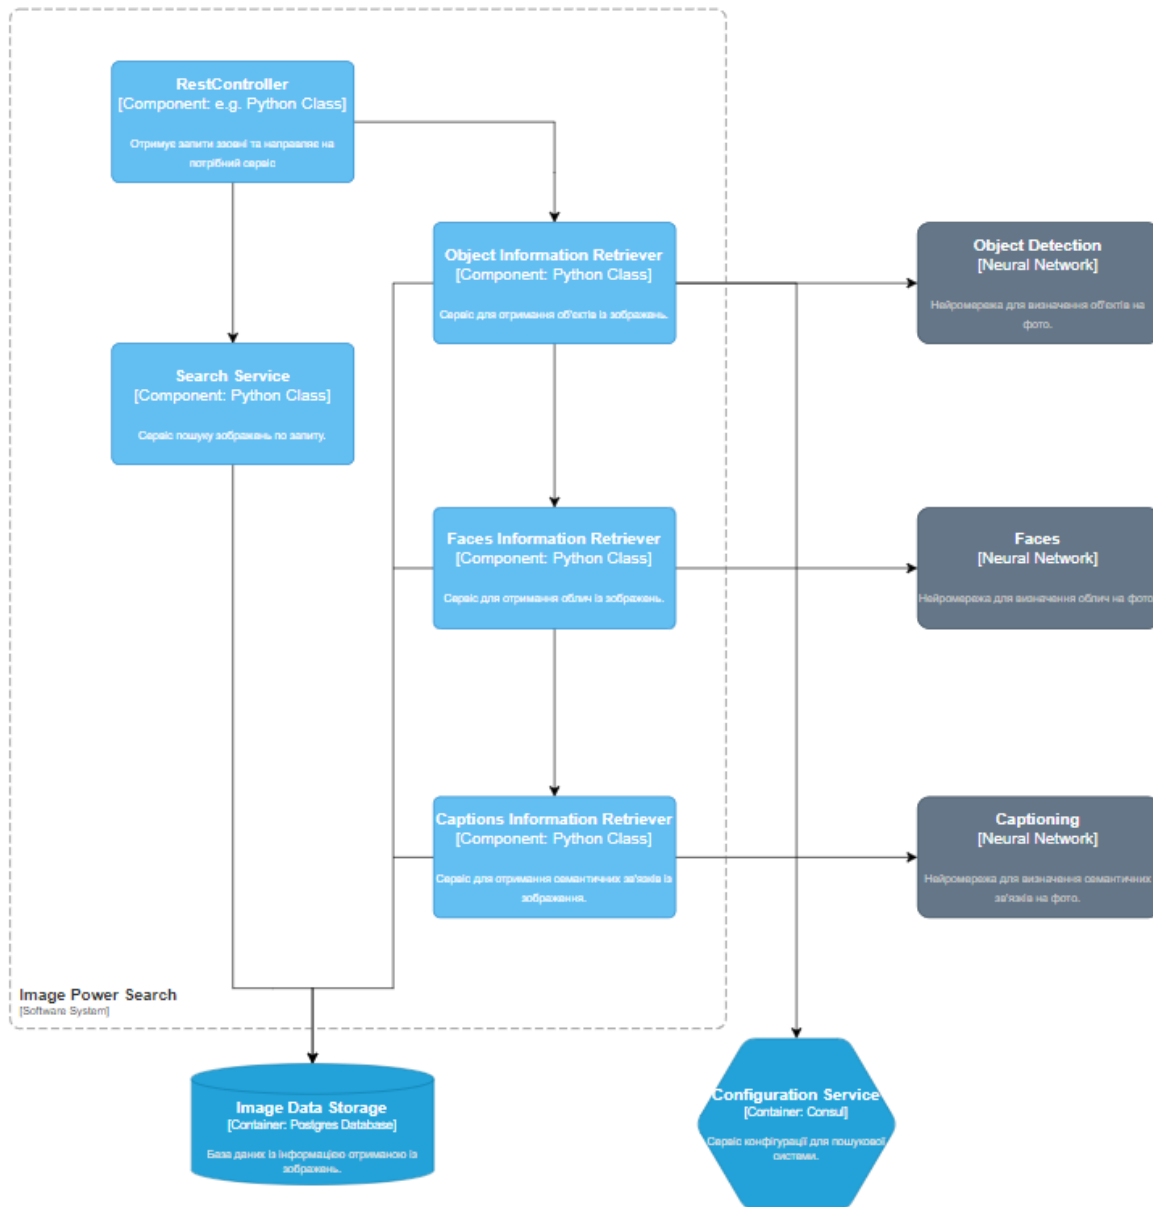 RestController
[Component: e.g. Python Class]
Отримує запити ззовні та направляє на
потрібний сервіс
Object Information Retriever
[Component: Python Class]
Сервіс для отримання об'єктів із зображень.
Object Detection
[Neural Network]
Нейромережа для визначення об'єктів на
фото.
Search Service
[Component: Python Class]
Сервіс пошуку зображень по запиту.
Faces Information Retriever
[Component: Python Class]
Сервіс для отримання облич із зображень.
Faces
[Neural Network]
Нейромережа для визначення облич на фото
Captions Information Retriever
[Component: Python Class]
Сервіс для отримання семантичних зв'язків із
зображення.
Captioning
[Neural Network]
Нейромережа для визначення семантичних
зв'язків на фото.
Image Power Search
[Software System]
Image Data Storage
[Container: Postgres Database]
База даних із інформацією отриманою із
зображень.
Configuration Service
[Container: Consul]
Сервіс конфігурації для пошукової
системи.